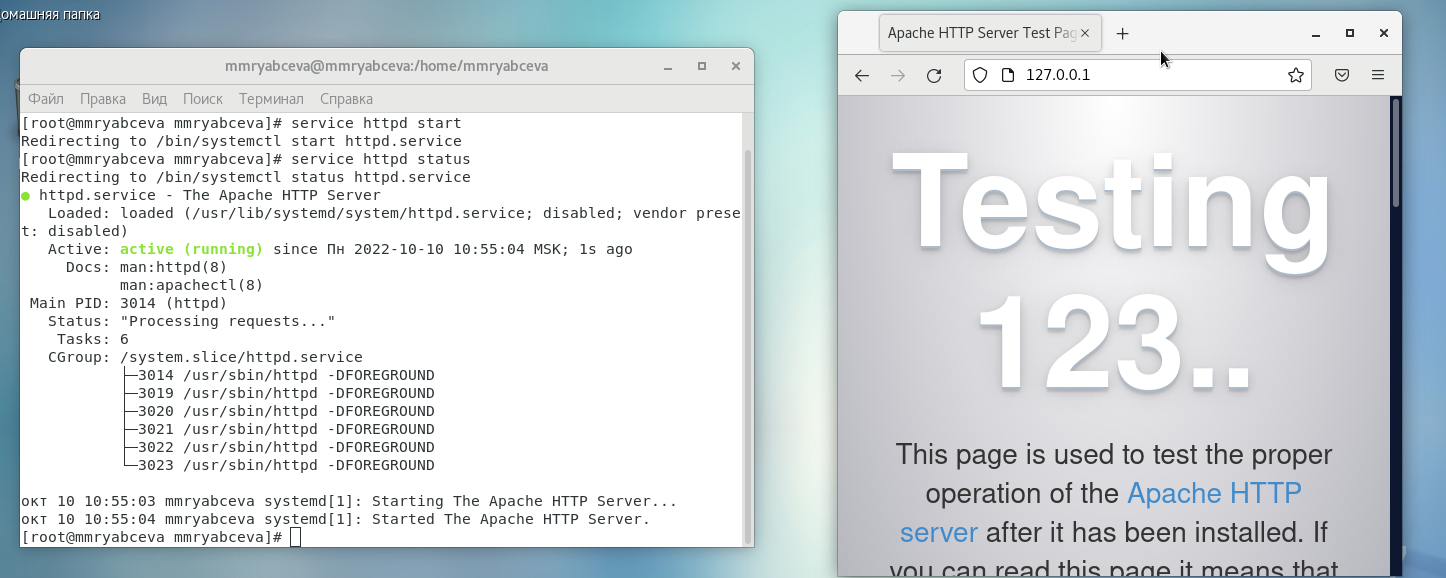 омашняя папка
mmryabceva@mmryabceva:/home/mmryabceva
Файл Правка Вид Поиск Терминал Справка
[root@mmryabceva mmryabceva]# service httpd start
Redirecting to /bin/systemctl start httpd.service
[root@mmryabceva mmryabceva]# service httpd status
Redirecting to /bin/systemctl status httpd.service
● httpd.service - The Apache HTTP Server
   Loaded: loaded (/usr/lib/systemd/system/httpd.service; disabled; vendor prese
t: disabled)
   Active: active (running) since Пн 2022-10-10 10:55:04 MSK; 1s ago
     Docs: man:httpd(8)
           man:apachectl(8)
 Main PID: 3014 (httpd)
   Status: "Processing requests..."
    Tasks: 6
   CGroup: /system.slice/httpd.service
           ├─3014 /usr/sbin/httpd -DFOREGROUND
           ├─3019 /usr/sbin/httpd -DFOREGROUND
           ├─3020 /usr/sbin/httpd -DFOREGROUND
           ├─3021 /usr/sbin/httpd -DFOREGROUND
           ├─3022 /usr/sbin/httpd -DFOREGROUND
           └─3023 /usr/sbin/httpd -DFOREGROUND
окт 10 10:55:03 mmryabceva systemd[1]: Starting The Apache HTTP Server...
окт 10 10:55:04 mmryabceva systemd[1]: Started The Apache HTTP Server.
[root@mmryabceva mmryabceva]#
Apache HTTP Server Test Pag
127.0.0.1
Testing
123..
This page is used to test the proper
operation of the Apache HTTP
server after it has been installed. If
you can read this page it means that